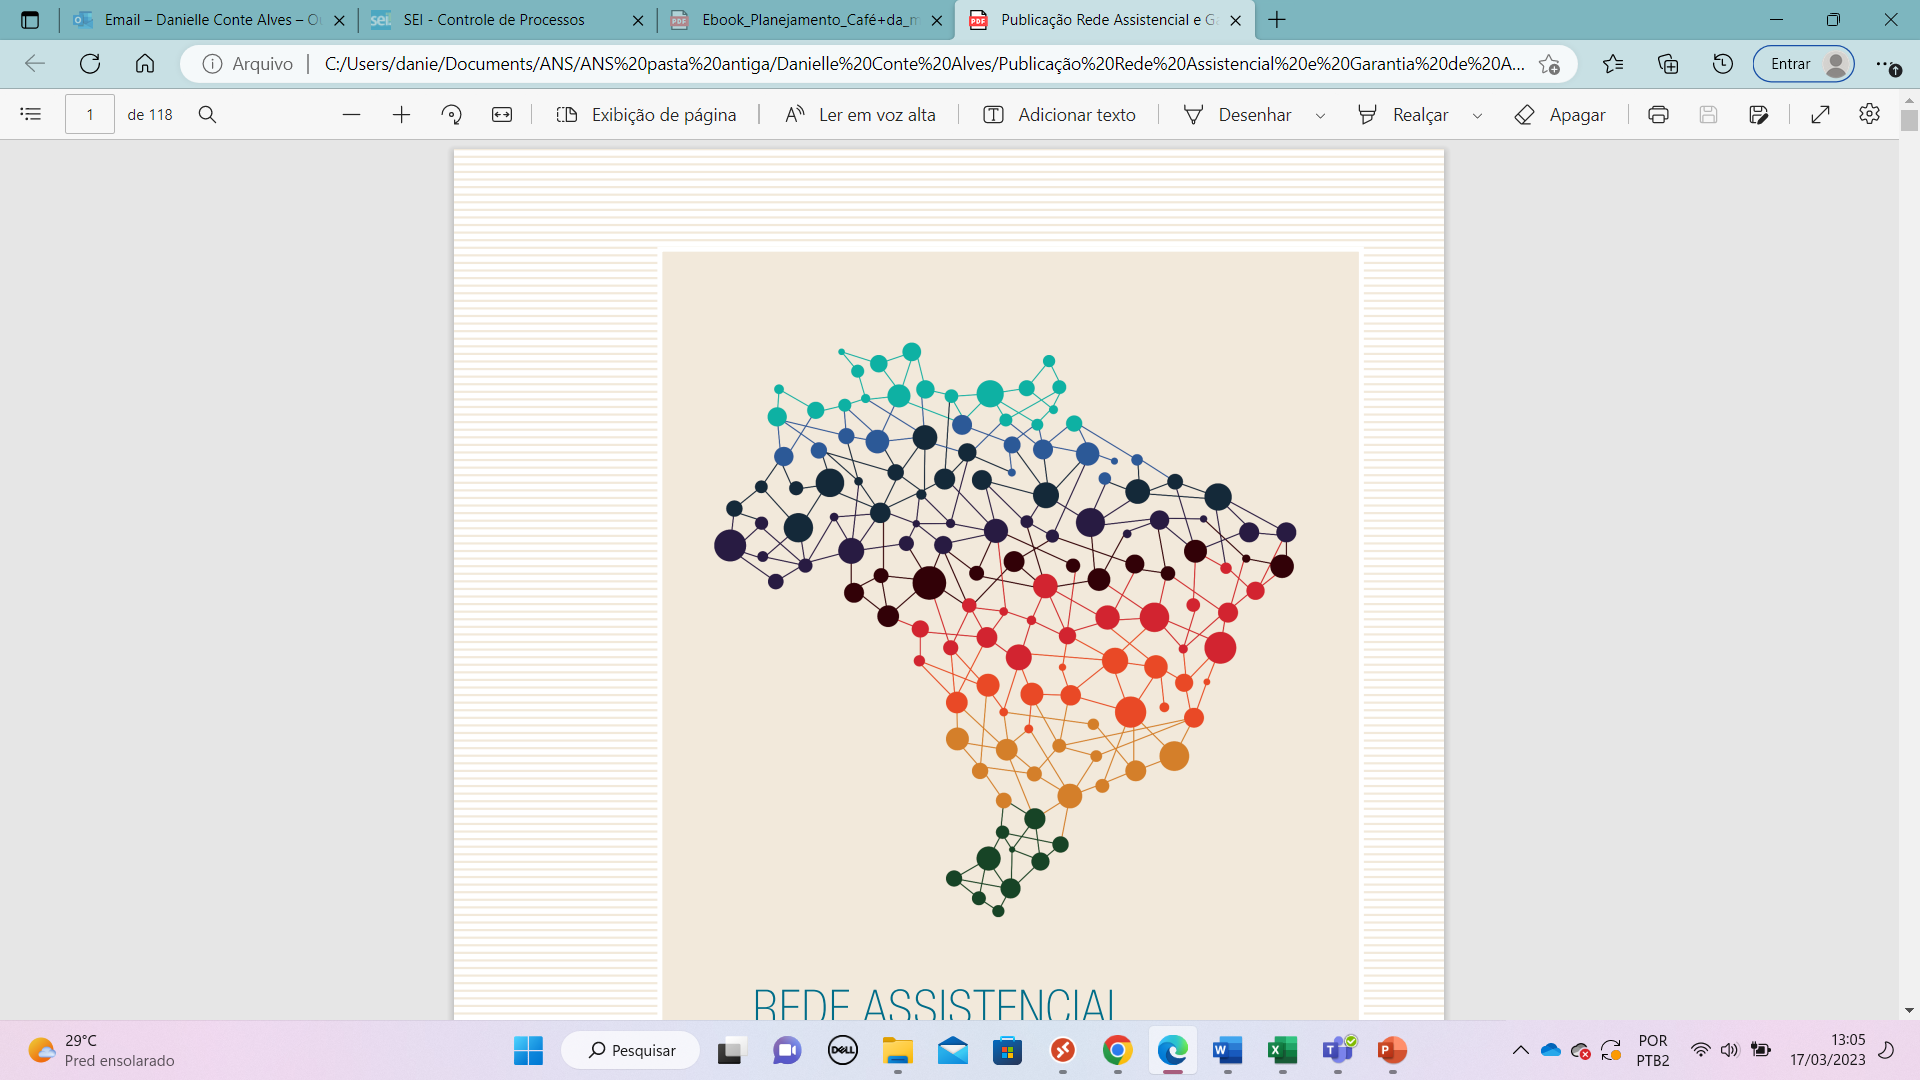 Email – Danielle Conte Alves – Ou
SEI - Controle de Processos
Ebook_Planejamento_Café+da_m
Publicação Rede Assistencial e Ga
Arquivo
C:/Users/danie/Documents/ANS/ANS%20pasta%20antiga/Danielle%20Conte%20Alves/Publicação%20Rede%20Assistencial%20e%20Garantia%20de%20A...
Entrar
1 de 118
Exibição de página
Ler em voz alta
Adicionar texto
Desenhar
Realçar
Apagar
REDE ASSISTENCIAL
29°C
Pred ensolarado
Pesquisar
DELL
POR
PTB2
13:05
17/03/2023